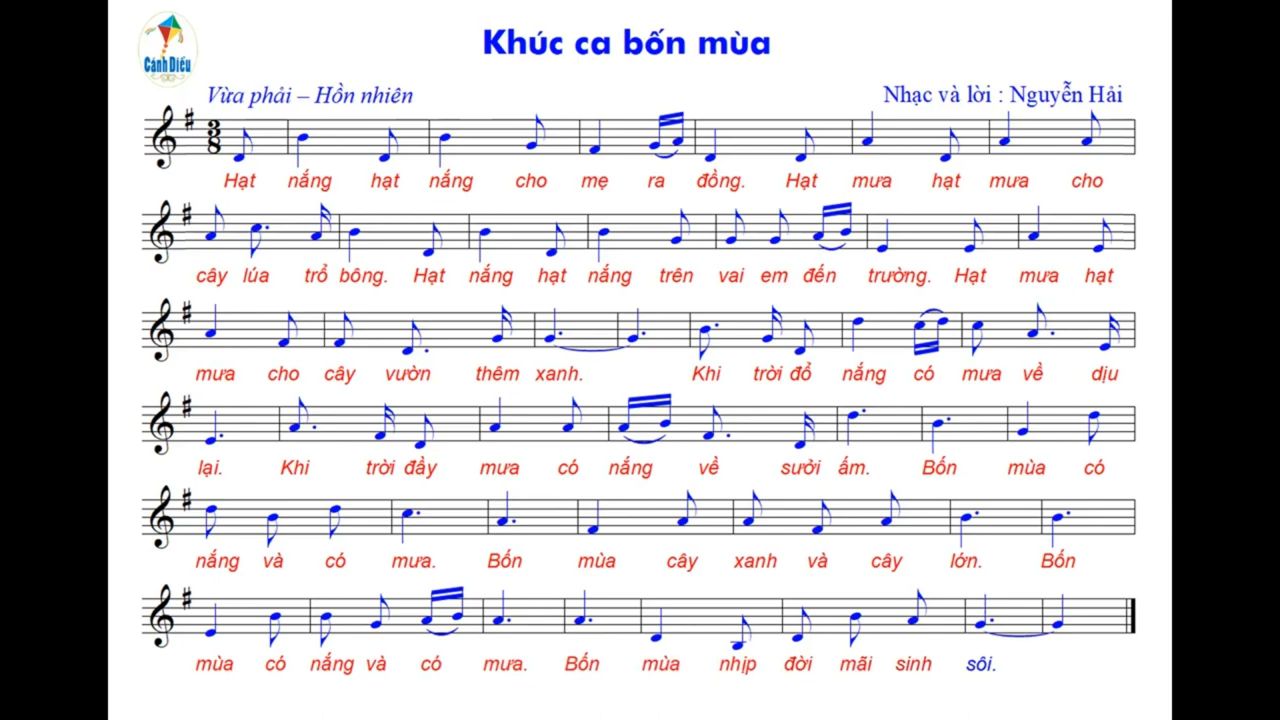 Khúc ca bốn mùa
Cánh Diều
Vừa phải – Hồn nhiên
Nhạc và lời : Nguyễn Hải
3
8
Hạt nắng hạt nắng cho mẹ ra đồng. Hạt mưa hạt mưa cho
cây lúa trổ bông. Hạt nắng hạt nắng trên vai em đến trường. Hạt mưa hạt
mưa cho cây vườn thêm xanh. Khi trời đổ nắng có mưa về dịu
lại. Khi trời đầy mưa có nắng về sưởi ấm. Bốn mùa có
nắng và có mưa. Bốn mùa cây xanh và cây lớn. Bốn
mùa có nắng và có mưa. Bốn mùa nhịp đời mãi sinh sôi.